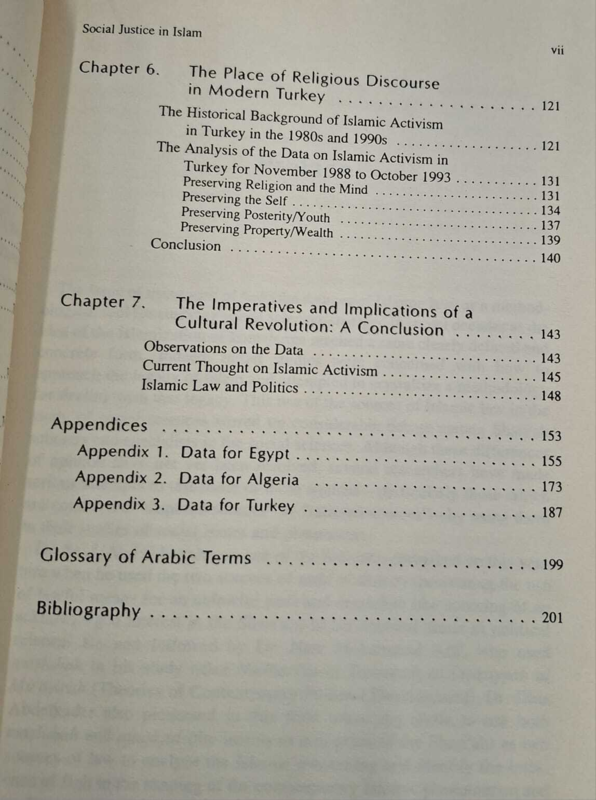 Social Justice in Islam
vii
Chapter 6. The Place of Religious Discourse
in Modern Turkey . . . . . . . . . . . . . . . . . . . . 121
The Historical Background of Islamic Activism
in Turkey in the 1980s and 1990s . . . . . . . . . . . . . . . . . 121
The Analysis of the Data on Islamic Activism in
Turkey for November 1988 to October 1993 . . . . . . . . . . . 131
Preserving Religion and the Mind . . . . . . . . . . . . . . . . . . . . 131
Preserving the Self . . . . . . . . . . . . . . . . . . . . . . . . . . . . . . 134
Preserving Posterity/Youth . . . . . . . . . . . . . . . . . . . . . . . . 137
Preserving Property/Wealth . . . . . . . . . . . . . . . . . . . . . . . . 139
Conclusion . . . . . . . . . . . . . . . . . . . . . . . . . . . . . . . . . . . . 140
Chapter 7. The Imperatives and Implications of a
Cultural Revolution: A Conclusion . . . . . . . . 143
Observations on the Data . . . . . . . . . . . . . . . . . . . . . . . . . 143
Current Thought on Islamic Activism . . . . . . . . . . . . . . . . . 145
Islamic Law and Politics . . . . . . . . . . . . . . . . . . . . . . . . . . 148
Appendices . . . . . . . . . . . . . . . . . . . . . . . . . . . . . . . . . . 153
Appendix 1. Data for Egypt . . . . . . . . . . . . . . . . . . . . . . . 155
Appendix 2. Data for Algeria . . . . . . . . . . . . . . . . . . . . . 173
Appendix 3. Data for Turkey . . . . . . . . . . . . . . . . . . . . . . 187
Glossary of Arabic Terms . . . . . . . . . . . . . . . . . . . . . . . . 199
Bibliography . . . . . . . . . . . . . . . . . . . . . . . . . . . . . . . . . . 201